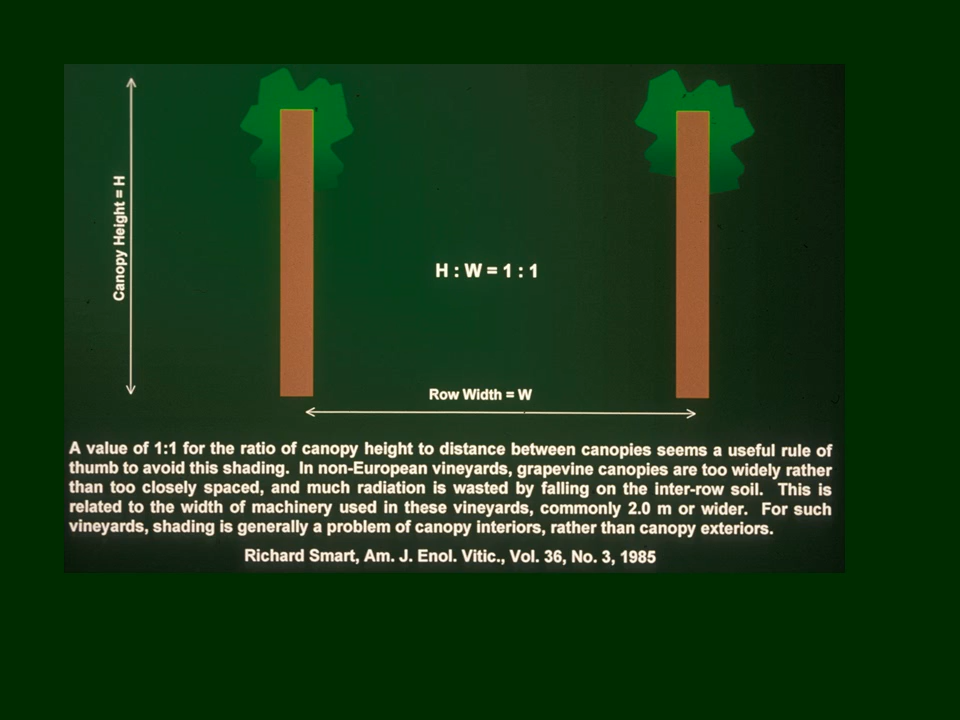 Canopy Height = H
H : W = 1 : 1
Row Width = W
A value of 1:1 for the ratio of canopy height to distance between canopies seems a useful rule of
thumb to avoid this shading. In non-European vineyards, grapevine canopies are too widely rather
than too closely spaced, and much radiation is wasted by falling on the inter-row soil. This is
related to the width of machinery used in these vineyards, commonly 2.0 m or wider. For such
vineyards, shading is generally a problem of canopy interiors, rather than canopy exteriors.
Richard Smart, Am. J. Enol. Vitic., Vol. 36, No. 3, 1985